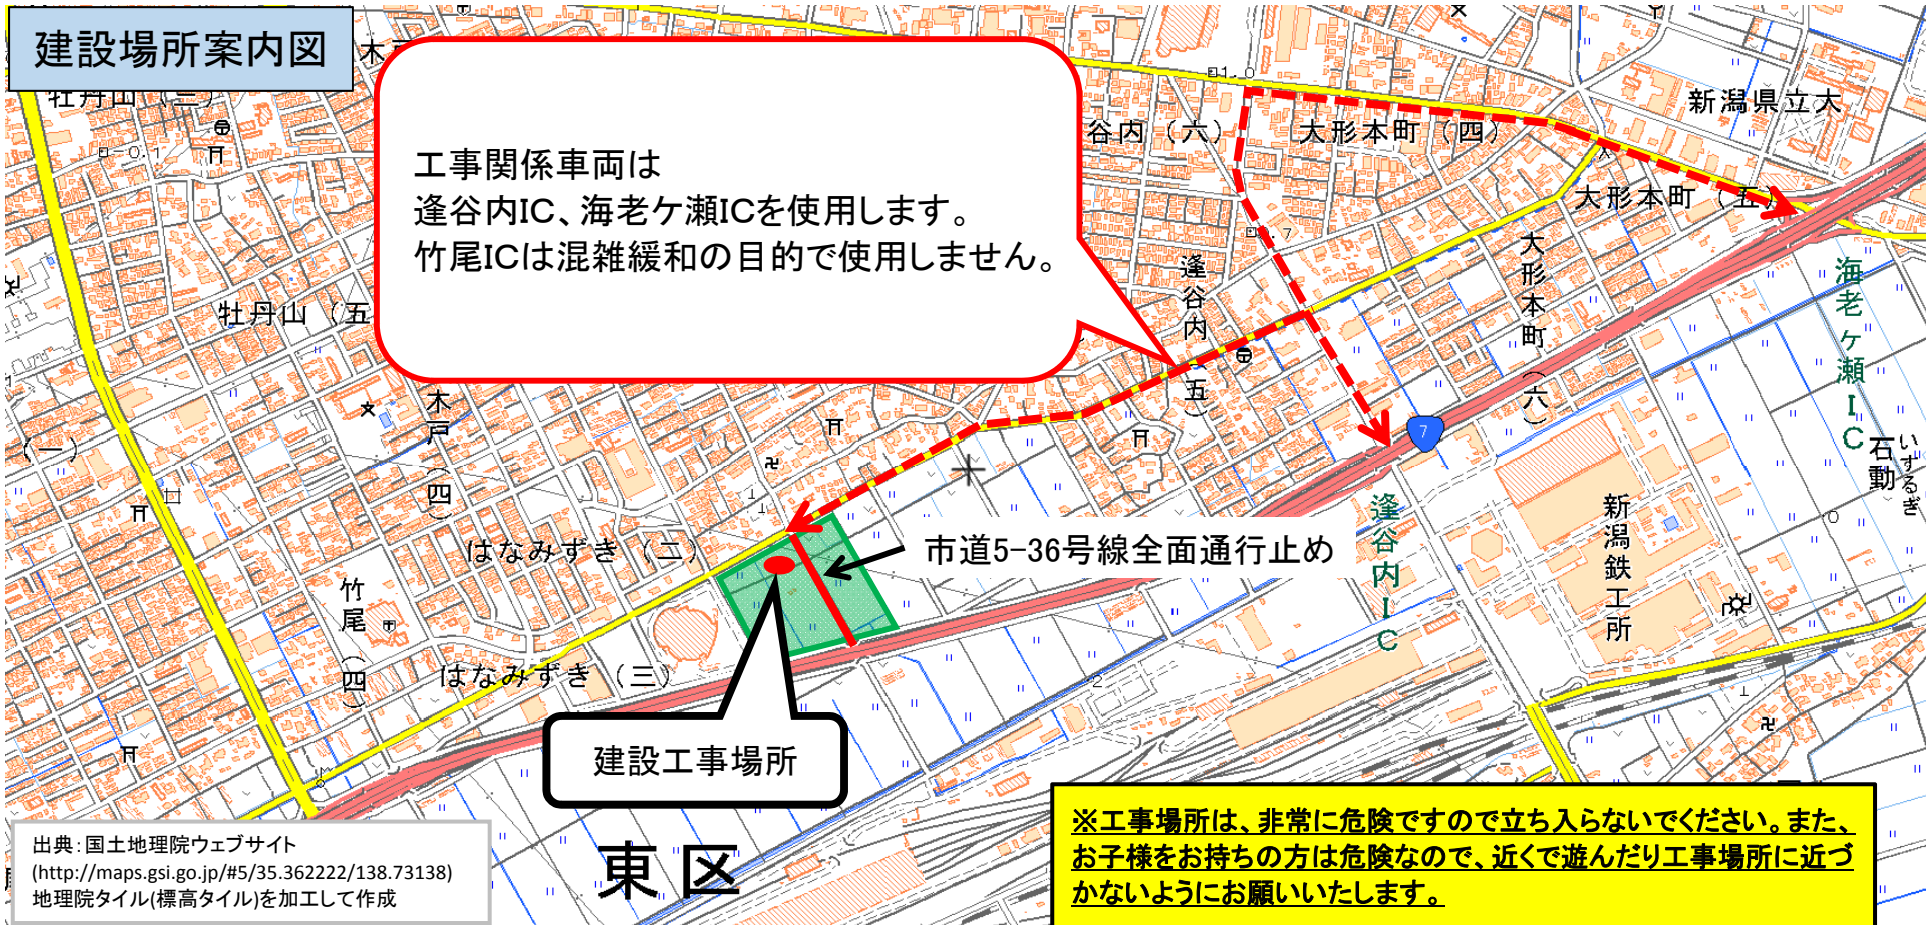 建設場所案内図
工事関係車両は
逢谷内IC、海老ケ瀬ICを使用します。
竹尾ICは混雑緩和の目的で使用しません。
木戸
牡丹山（三）
谷内（六）
1.0
大形本町（四）
新潟県立大
大形本町（五）
-0.1
牡丹山（五
逢谷内（五）
大形本町（六）
海老ヶ瀬IC
石動
いするぎ
7
木戸（四）
（一）
はなみずき（二）
市道5-36号線全面通行止め
逢谷内IC
新潟鉄工所
竹尾（四）
はなみずき（三）
建設工事場所
東区
出典：国土地理院ウェブサイト
(http://maps.gsi.go.jp/#5/35.362222/138.73138)
地理院タイル(標高タイル)を加工して作成
※工事場所は、非常に危険ですので立ち入らないでください。また、
お子様をお持ちの方は危険なので、近くで遊んだり工事場所に近づ
かないようにお願いいたします。